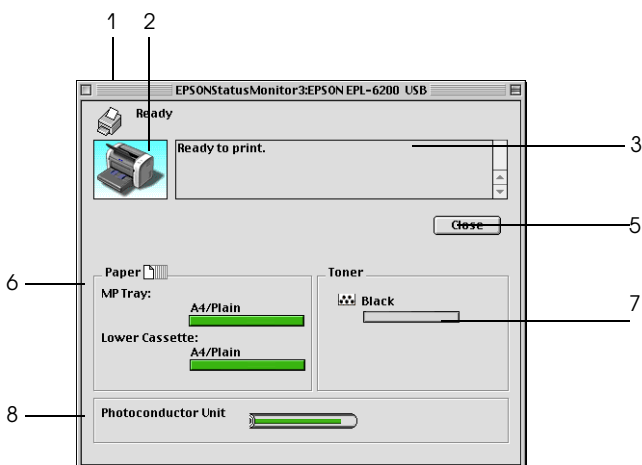 1 2
EPSONStatusMonitor3:EPSON EPL-6200 USB
Ready
Ready to print.
3
Close
5
6
Paper
Toner
MP Tray:
A4/Plain
Black
7
Lower Cassette:
A4/Plain
8
Photoconductor Unit